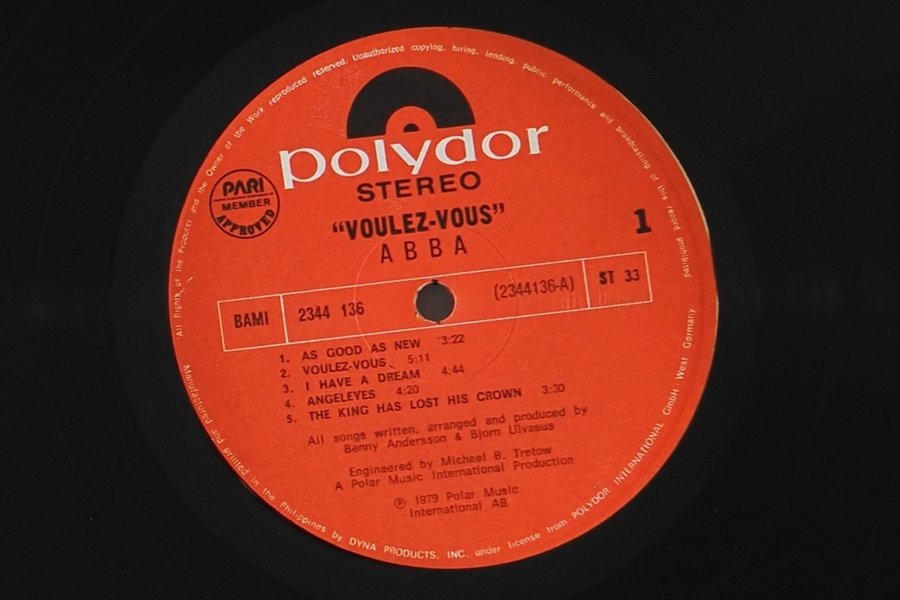 All Rights of the Producer and the Owner of the Work reproduced reserved. Unauthorized copying, hiring, lending, public performance and broadcasting of this record prohibited.
polydor
STEREO
PARI
MEMBER
APPROVED
"VOULEZ-VOUS"
ABBA
1
BAMI 2344 136 (2344136-A) ST 33
1. AS GOOD AS NEW 3:22
2. VOULEZ-VOUS 5:11
3. I HAVE A DREAM 4:44
4. ANGELEYES 4:20
5. THE KING HAS LOST HIS CROWN 3:30
All songs written, arranged and produced by
Benny Andersson & Bjorn Ulvaeus
Engineered by Michael B. Tretow
A Polar Music International Production
℗ 1979 Polar Music
International AB
Manufactured and printed in the Philippines by DYNA PRODUCTS, INC. under license from POLYDOR INTERNATIONAL GmbH West Germany